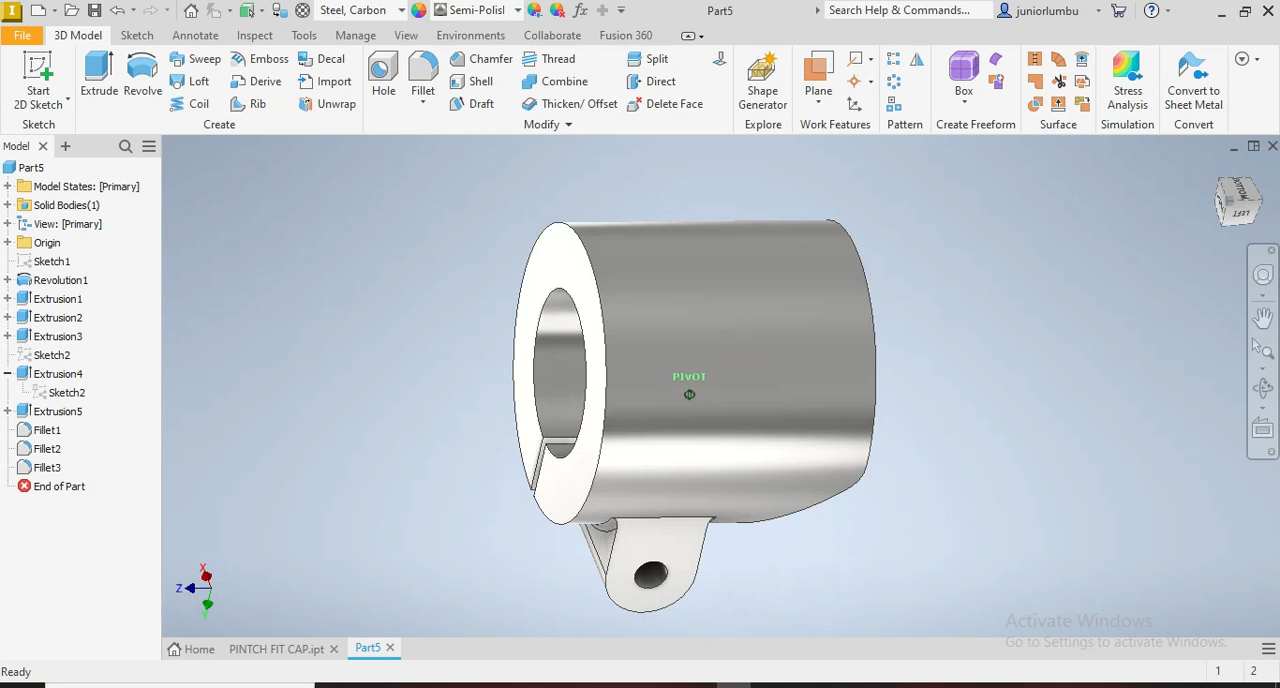 I Steel, Carbon Semi-Polisl fx Part5 Search Help & Commands... juniorlumbu
File 3D Model Sketch Annotate Inspect Tools Manage View Environments Collaborate Fusion 360
Sweep Emboss Decal Chamfer Thread Split
Loft Derive Import Shell Combine Direct
Coil Rib Unwrap Draft Thicken/ Offset Delete Face
Start
2D Sketch
Extrude Revolve Hole Fillet
Shape
Generator
Plane Box
Stress
Analysis
Convert to
Sheet Metal
Sketch Create Modify Explore Work Features Pattern Create Freeform Surface Simulation Convert
Model
Part5
Model States: [Primary]
Solid Bodies(1)
View: [Primary]
Origin
Sketch1
Revolution1
Extrusion1
Extrusion2
Extrusion3
Sketch2
Extrusion4
Sketch2
Extrusion5
Fillet1
Fillet2
Fillet3
End of Part
BOTTOM
LEFT
PIVOT
X
Z
Y
Activate Windows
Go to Settings to activate Windows.
Home PINTCH FIT CAP.ipt Part5
Ready 1 2